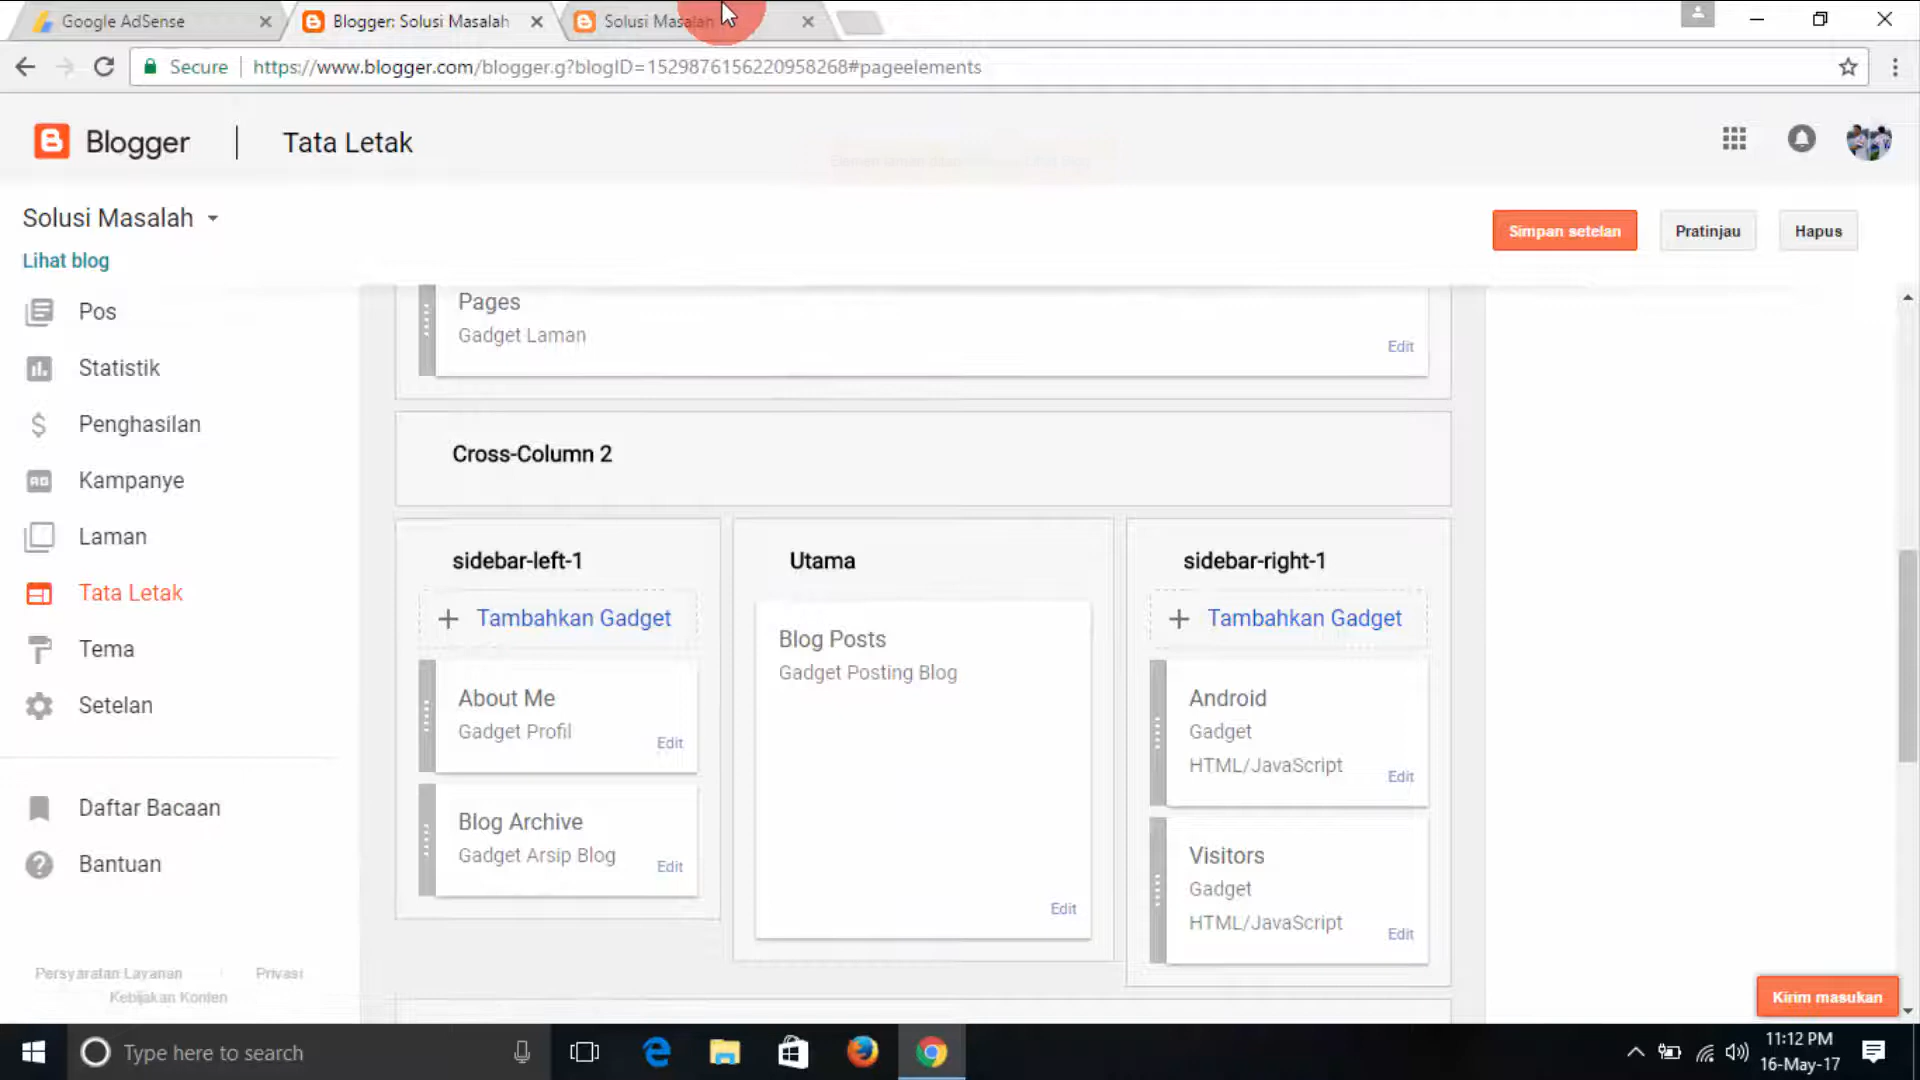 Google AdSense
Blogger: Solusi Masalah
Solusi Masalah
Secure
https://www.blogger.com/blogger.g?blogID=1529876156220958268#pageelements
Blogger
Tata Letak
Solusi Masalah
Lihat blog
Simpan setelan
Pratinjau
Hapus
Pos
Statistik
Penghasilan
Kampanye
Laman
Tata Letak
Tema
Setelan
Daftar Bacaan
Bantuan
Persyaratan Layanan
Privasi
Kebijakan Konten
Pages
Gadget Laman
Edit
Cross-Column 2
sidebar-left-1
Tambahkan Gadget
About Me
Gadget Profil
Edit
Blog Archive
Gadget Arsip Blog
Edit
Utama
Blog Posts
Gadget Posting Blog
Edit
sidebar-right-1
Tambahkan Gadget
Android
Gadget
HTML/JavaScript
Edit
Visitors
Gadget
HTML/JavaScript
Edit
Kirim masukan
Type here to search
11:12 PM
16-May-17